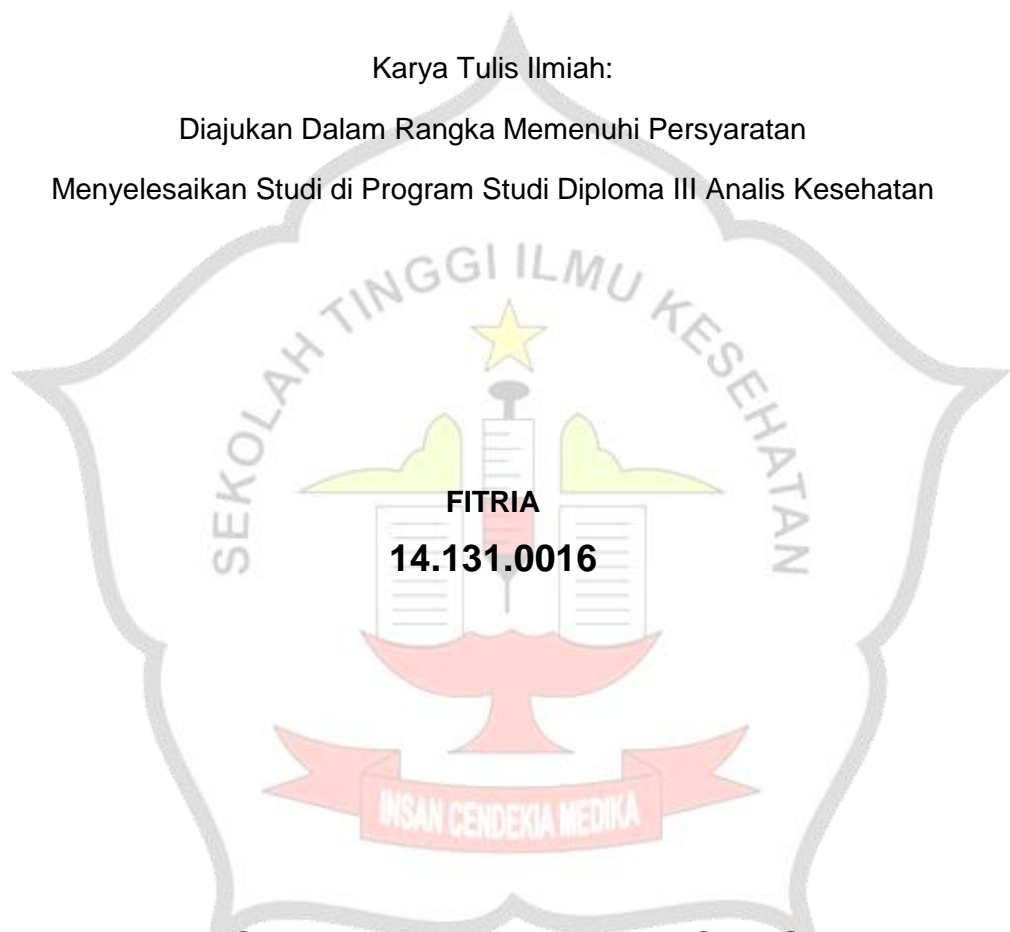 Karya Tulis Ilmiah:
Diajukan Dalam Rangka Memenuhi Persyaratan
Menyelesaikan Studi di Program Studi Diploma III Analis Kesehatan
SEKOLAH TINGGI ILMU KESEHATAN
FITRIA
14.131.0016
INSAN CENDEKIA MEDIKA